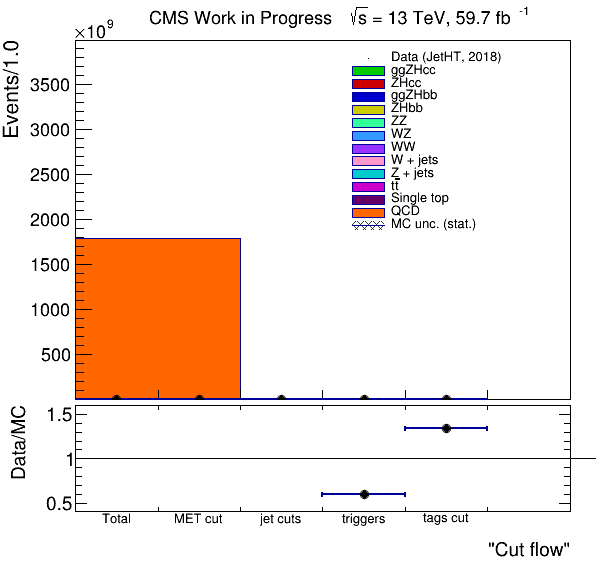 CMS Work in Progress √s = 13 TeV, 59.7 fb -1
×10^9
Events/1.0
3500
3000
2500
2000
1500
1000
500
Data (JetHT, 2018)
ggZHcc
ZHcc
ggZHbb
ZHbb
ZZ
WZ
WW
W + jets
Z + jets
tt̄
Single top
QCD
MC unc. (stat.)
Data/MC
1.5
1
0.5
Total MET cut jet cuts triggers tags cut
"Cut flow"